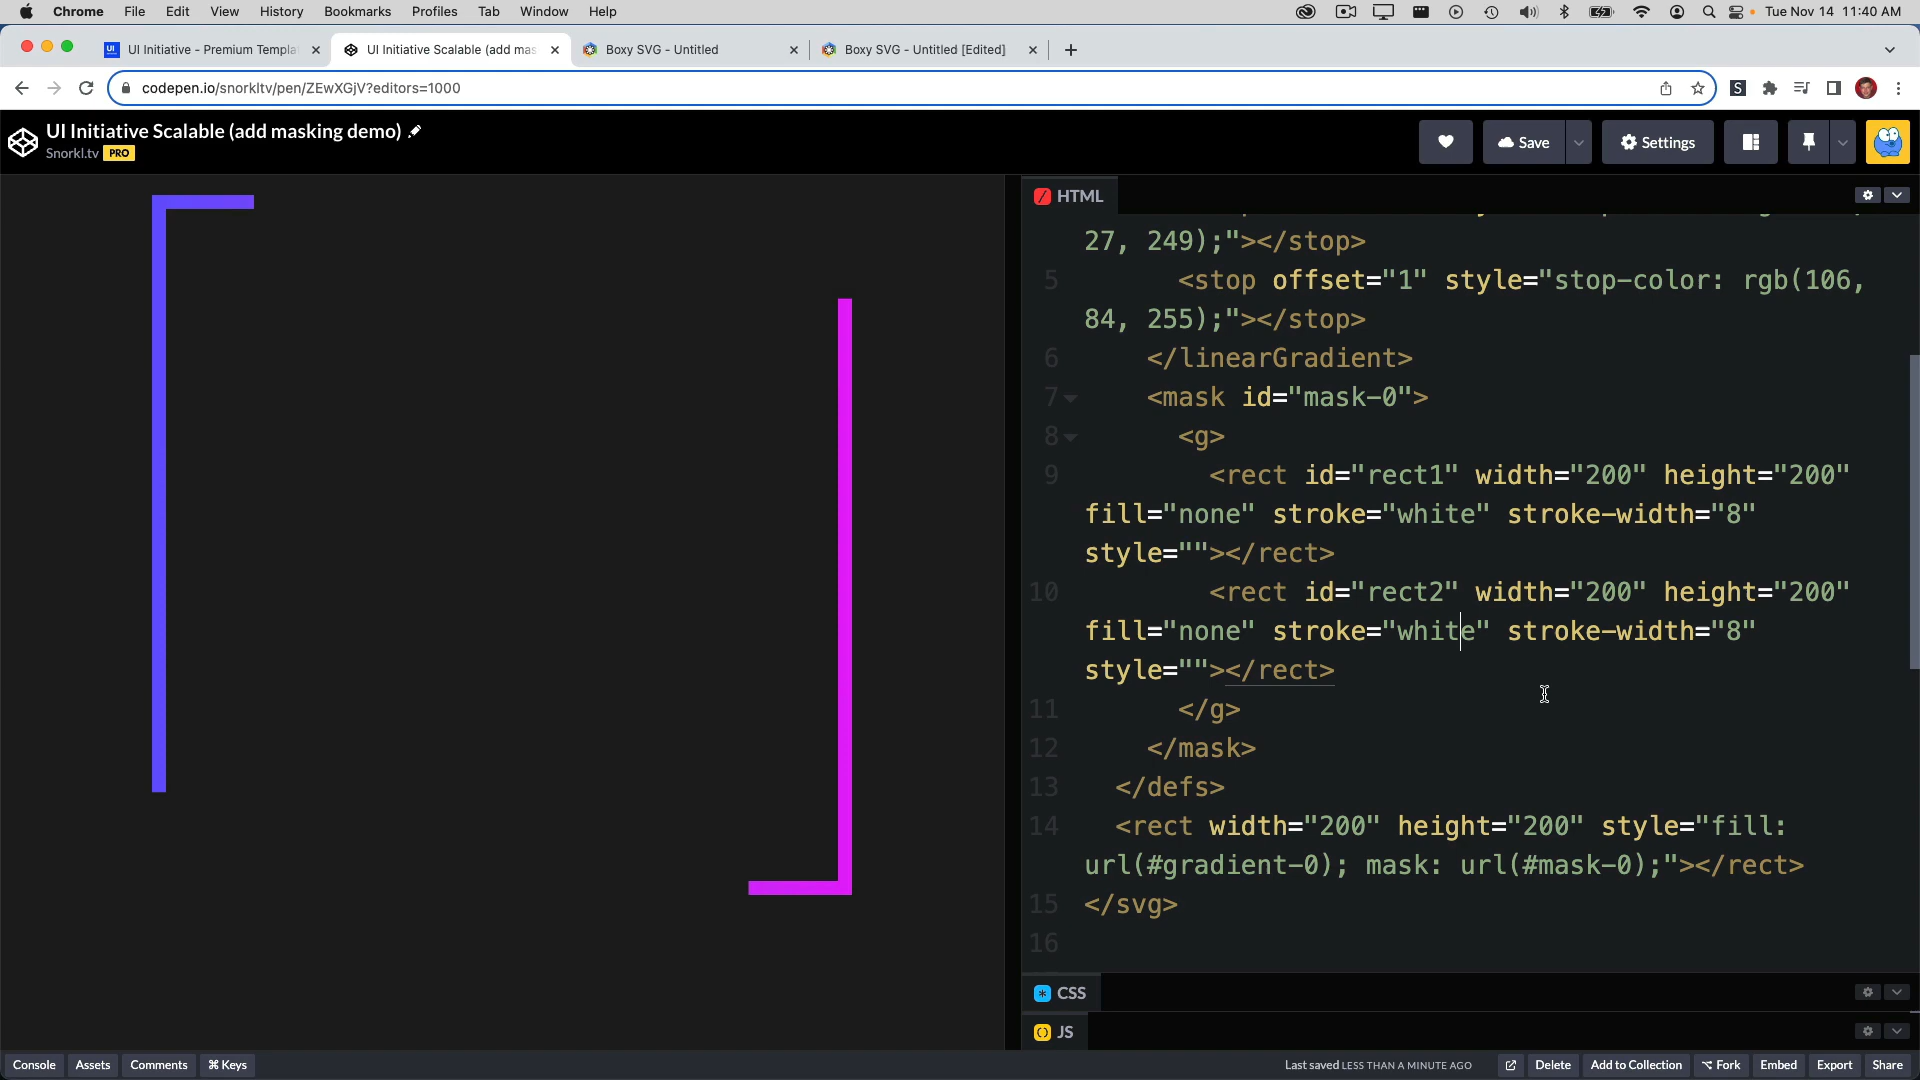 Chrome File Edit View History Bookmarks Profiles Tab Window Help Tue Nov 14 11:40 AM
UI Initiative - Premium Templa
UI Initiative Scalable (add mas
Boxy SVG - Untitled
Boxy SVG - Untitled [Edited]
codepen.io/snorkltv/pen/ZEwXGjV?editors=1000
UI Initiative Scalable (add masking demo)
Snorkl.tv PRO
Save
Settings
HTML
27, 249);"></stop>
5 <stop offset="1" style="stop-color: rgb(106,
84, 255);"></stop>
6 </linearGradient>
7 <mask id="mask-0">
8 <g>
9 <rect id="rect1" width="200" height="200"
fill="none" stroke="white" stroke-width="8"
style=""></rect>
10 <rect id="rect2" width="200" height="200"
fill="none" stroke="white" stroke-width="8"
style=""></rect>
11 </g>
12 </mask>
13 </defs>
14 <rect width="200" height="200" style="fill:
url(#gradient-0); mask: url(#mask-0);"></rect>
15 </svg>
16
CSS
JS
Console Assets Comments ⌘ Keys Last saved LESS THAN A MINUTE AGO Delete Add to Collection ⌥ Fork Embed Export Share